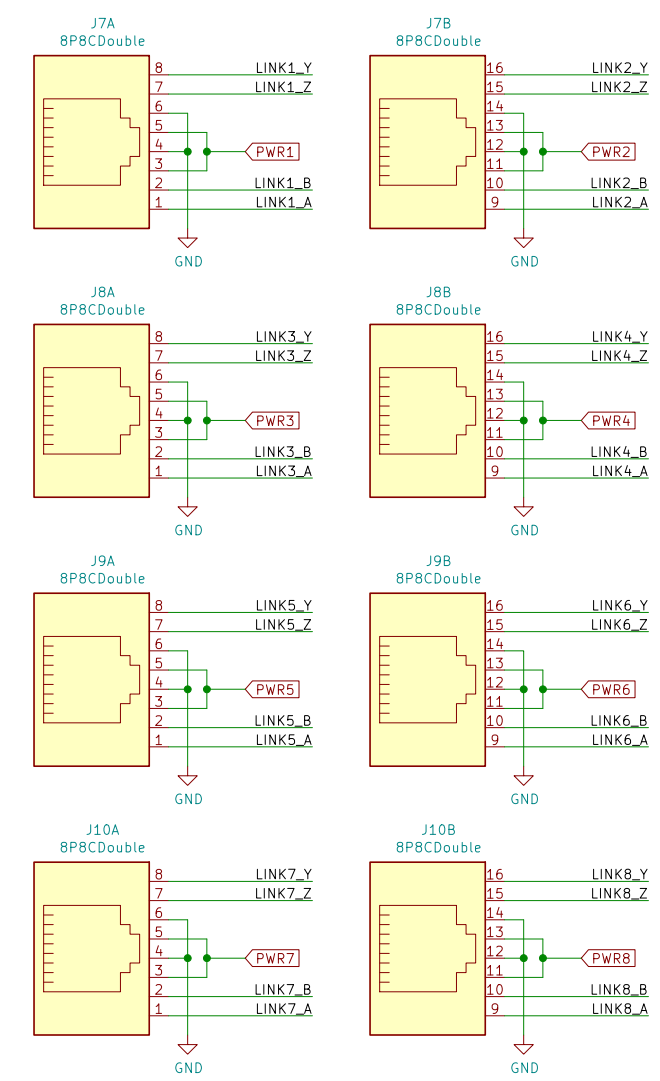 J7A
8P8CDouble
8
LINK1_Y
7
LINK1_Z
6
5
4
PWR1
3
2
LINK1_B
1
LINK1_A
GND
J7B
8P8CDouble
16
LINK2_Y
15
LINK2_Z
14
13
12
PWR2
11
10
LINK2_B
9
LINK2_A
GND
J8A
8P8CDouble
8
LINK3_Y
7
LINK3_Z
6
5
4
PWR3
3
2
LINK3_B
1
LINK3_A
GND
J8B
8P8CDouble
16
LINK4_Y
15
LINK4_Z
14
13
12
PWR4
11
10
LINK4_B
9
LINK4_A
GND
J9A
8P8CDouble
8
LINK5_Y
7
LINK5_Z
6
5
4
PWR5
3
2
LINK5_B
1
LINK5_A
GND
J9B
8P8CDouble
16
LINK6_Y
15
LINK6_Z
14
13
12
PWR6
11
10
LINK6_B
9
LINK6_A
GND
J10A
8P8CDouble
8
LINK7_Y
7
LINK7_Z
6
5
4
PWR7
3
2
LINK7_B
1
LINK7_A
GND
J10B
8P8CDouble
16
LINK8_Y
15
LINK8_Z
14
13
12
PWR8
11
10
LINK8_B
9
LINK8_A
GND